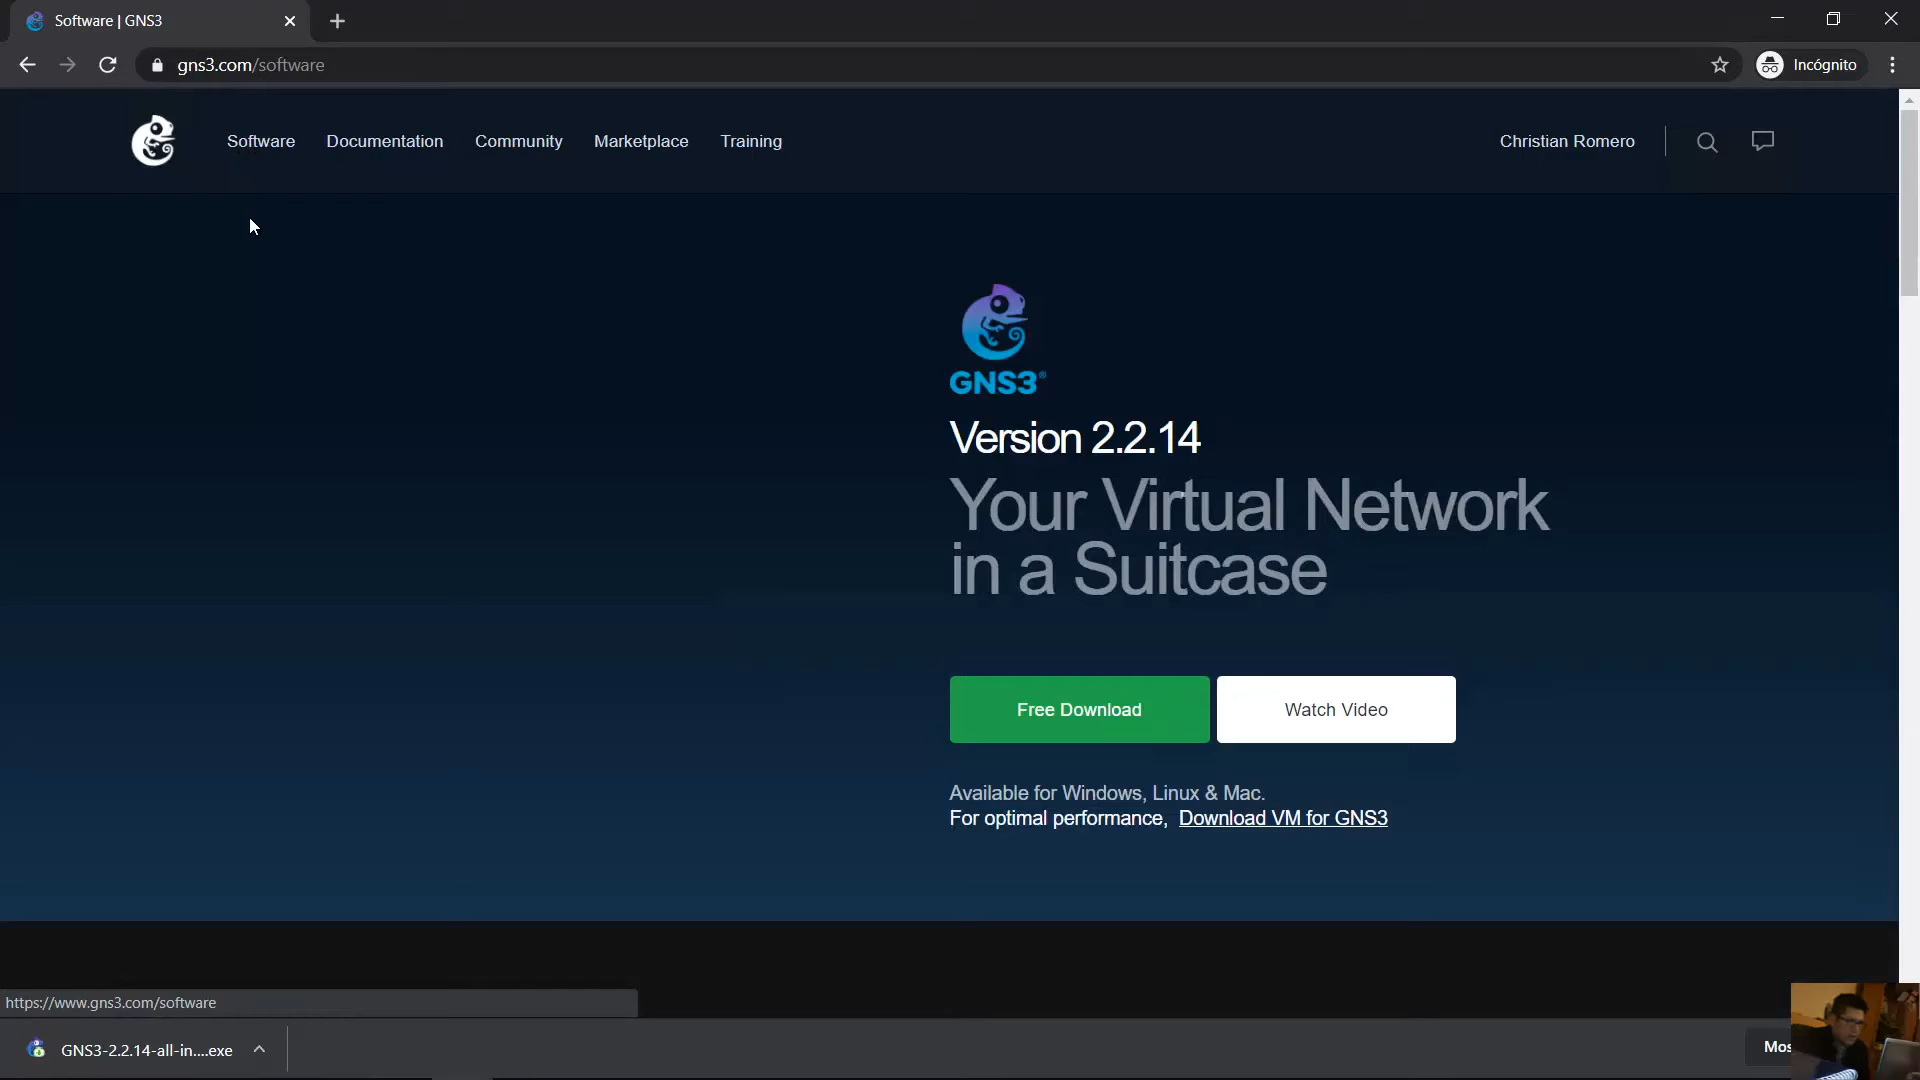 Software | GNS3
gns3.com/software
Incógnito
Software
Documentation
Community
Marketplace
Training
Christian Romero
GNS3®
Version 2.2.14
Your Virtual Network
in a Suitcase
Free Download
Watch Video
Available for Windows, Linux & Mac.
For optimal performance, Download VM for GNS3
https://www.gns3.com/software
GNS3-2.2.14-all-in....exe
Mos